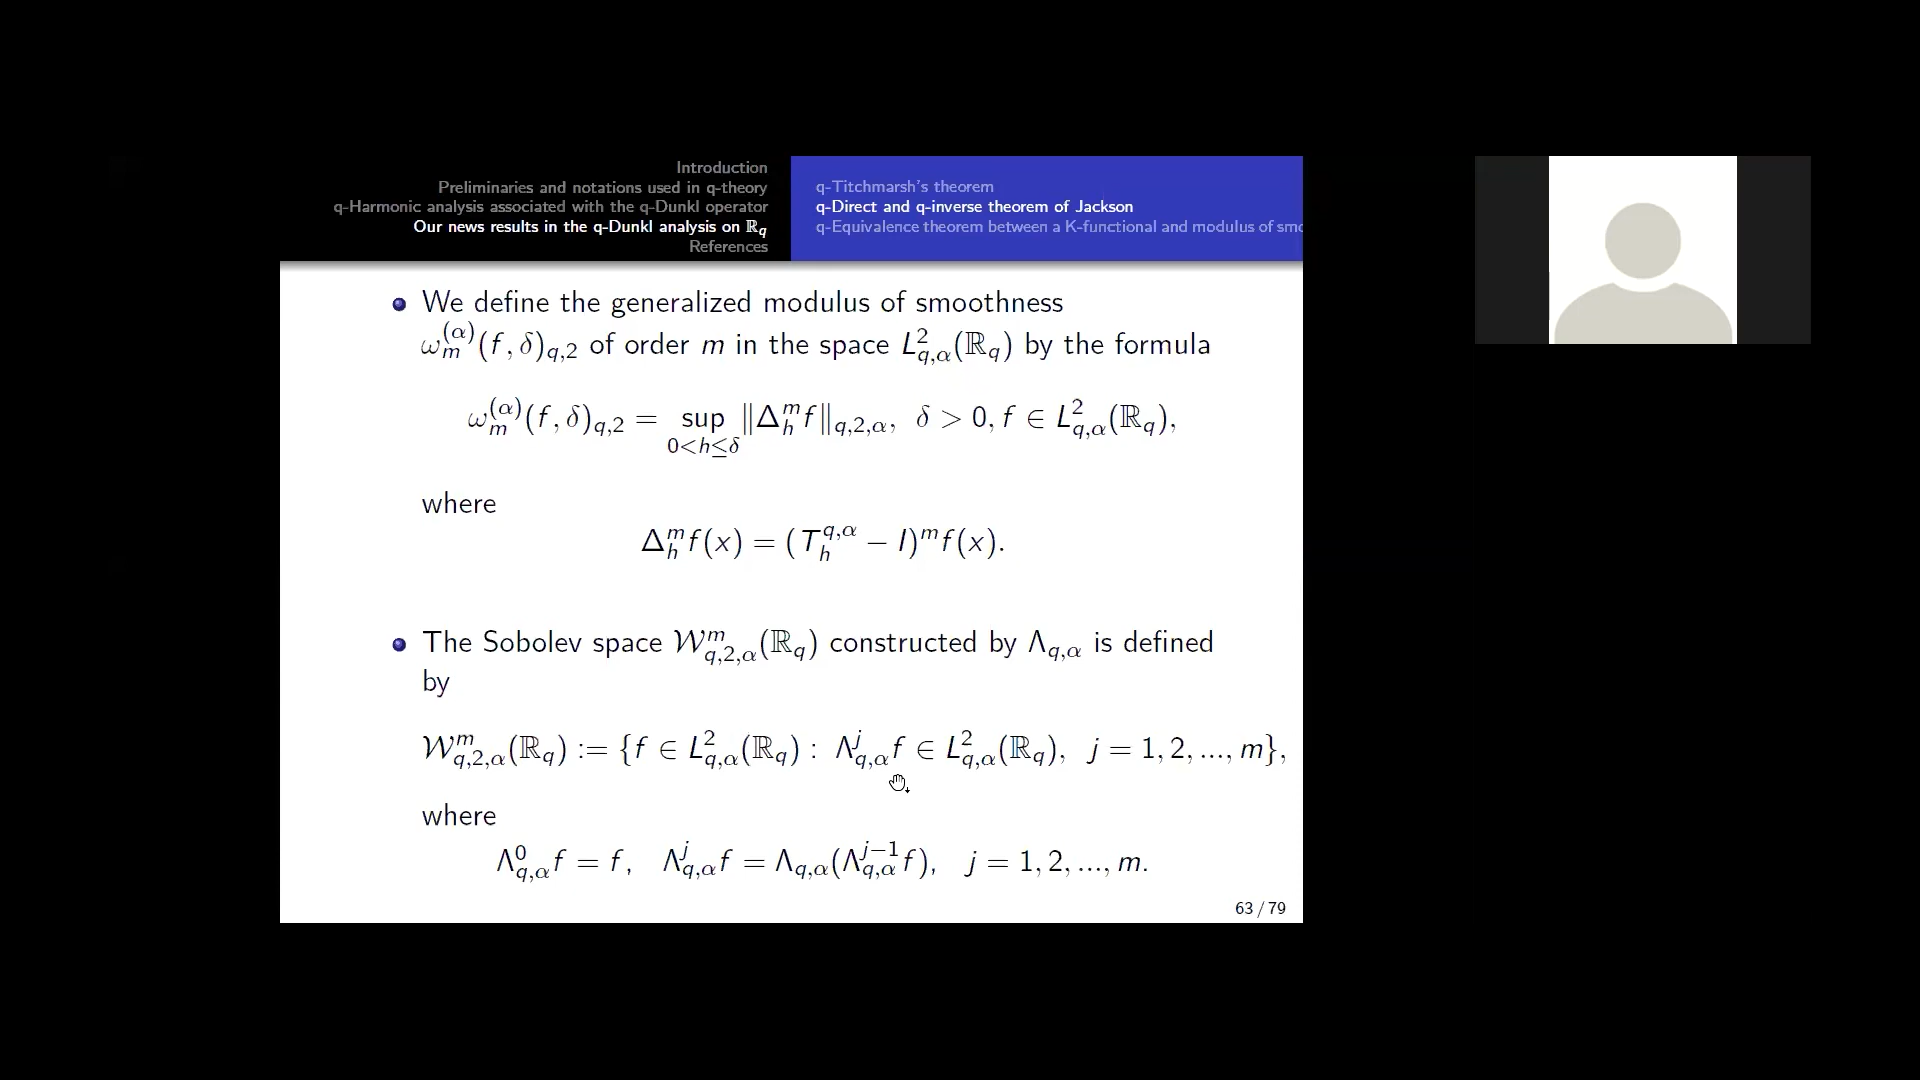 Introduction
Preliminaries and notations used in q-theory
q-Harmonic analysis associated with the q-Dunkl operator
Our news results in the q-Dunkl analysis on ℝ_q
References
q-Titchmarsh's theorem
q-Direct and q-inverse theorem of Jackson
q-Equivalence theorem between a K-functional and modulus of smo
We define the generalized modulus of smoothness
ω_m^{(α)}(f, δ)_{q,2} of order m in the space L^2_{q,α}(ℝ_q) by the formula
ω_m^{(α)}(f, δ)_{q,2} = sup_{0<h≤δ} ‖Δ_h^m f‖_{q,2,α}, δ > 0, f ∈ L^2_{q,α}(ℝ_q),
where
Δ_h^m f(x) = (T_h^{q,α} − I)^m f(x).
The Sobolev space 𝒲^m_{q,2,α}(ℝ_q) constructed by Λ_{q,α} is defined
by
𝒲^m_{q,2,α}(ℝ_q) := {f ∈ L^2_{q,α}(ℝ_q) : Λ^j_{q,α} f ∈ L^2_{q,α}(ℝ_q), j = 1, 2, ..., m},
where
Λ^0_{q,α} f = f, Λ^j_{q,α} f = Λ_{q,α}(Λ^{j−1}_{q,α} f), j = 1, 2, ..., m.
63 / 79